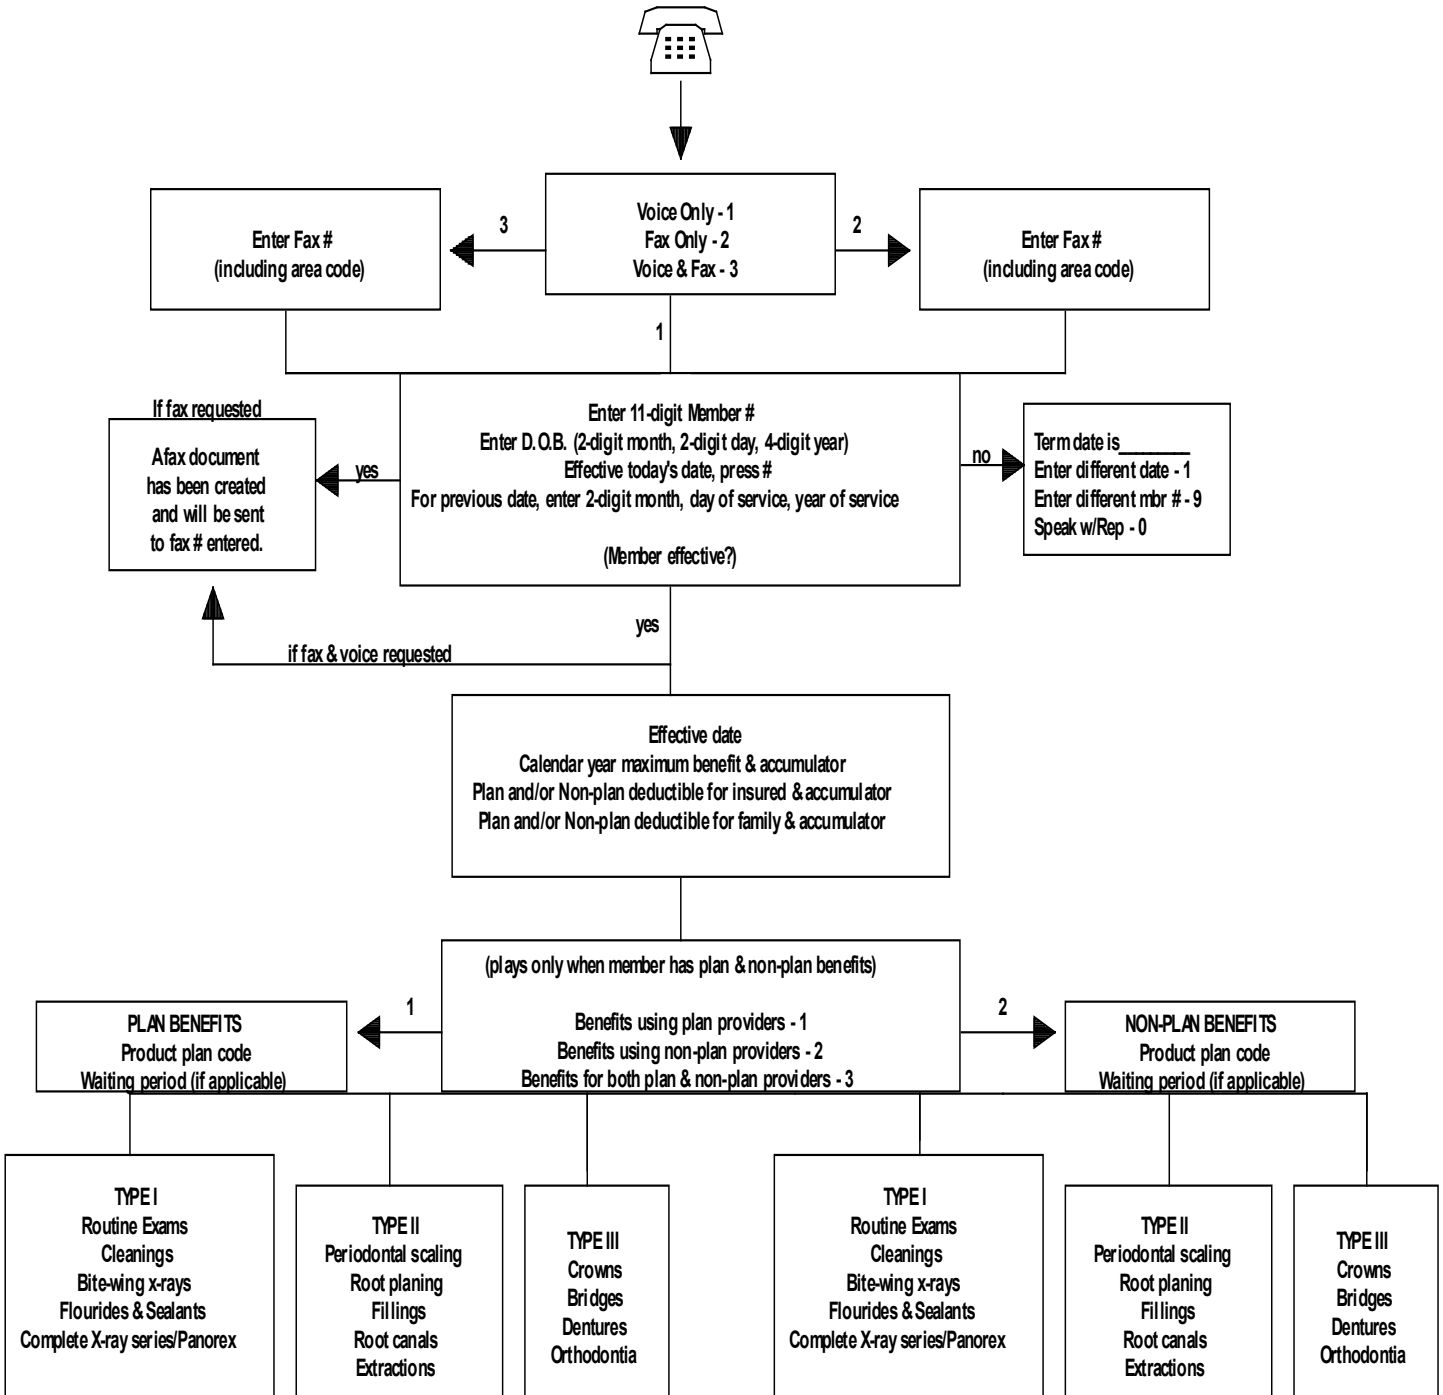 Voice Only - 1
Fax Only - 2
Voice & Fax - 3
3
2
Enter Fax #
(including area code)
Enter Fax #
(including area code)
1
If fax requested
A fax document
has been created
and will be sent
to fax # entered.
yes
Enter 11-digit Member #
Enter D.O.B. (2-digit month, 2-digit day, 4-digit year)
Effective today's date, press #
For previous date, enter 2-digit month, day of service, year of service
(Member effective?)
no
Term date is________
Enter different date - 1
Enter different mbr # - 9
Speak w/Rep - 0
yes
if fax & voice requested
Effective date
Calendar year maximum benefit & accumulator
Plan and/or Non-plan deductible for insured & accumulator
Plan and/or Non-plan deductible for family & accumulator
(plays only when member has plan & non-plan benefits)
Benefits using plan providers - 1
Benefits using non-plan providers - 2
Benefits for both plan & non-plan providers - 3
1
2
PLAN BENEFITS
Product plan code
Waiting period (if applicable)
NON-PLAN BENEFITS
Product plan code
Waiting period (if applicable)
TYPE I
Routine Exams
Cleanings
Bite-wing x-rays
Flourides & Sealants
Complete X-ray series/Panorex
TYPE II
Periodontal scaling
Root planing
Fillings
Root canals
Extractions
TYPE III
Crowns
Bridges
Dentures
Orthodontia
TYPE I
Routine Exams
Cleanings
Bite-wing x-rays
Flourides & Sealants
Complete X-ray series/Panorex
TYPE II
Periodontal scaling
Root planing
Fillings
Root canals
Extractions
TYPE III
Crowns
Bridges
Dentures
Orthodontia